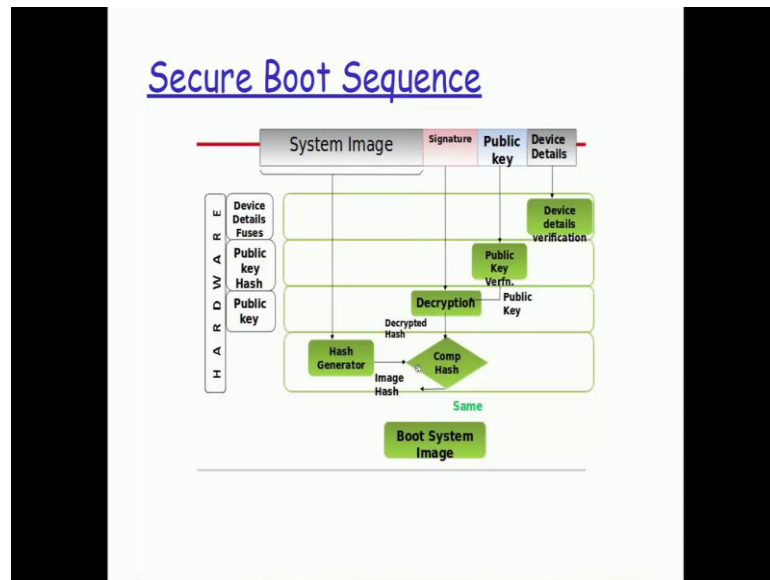 Secure Boot Sequence
System Image
Signature
Public
key
Device
Details
HARDWARE
Device
Details
Fuses
Public
key
Hash
Public
key
Device
details
verification
Public
Key
Verfn.
Decryption
Public
Key
Decrypted
Hash
Hash
Generator
Image
Hash
Comp
Hash
Same
Boot System
Image